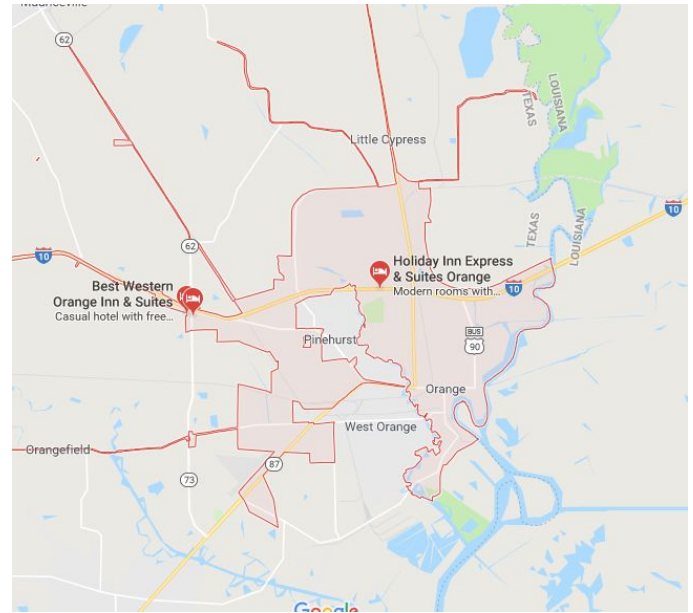 Mauriceville
62
Little Cypress
TEXAS
LOUISIANA
10
62
TEXAS
LOUISIANA
10
Holiday Inn Express
& Suites Orange
Modern rooms with...
Best Western
Orange Inn & Suites
Casual hotel with free...
10
BUS
90
Pinehurst
Orange
West Orange
Orangefield
87
73
Google